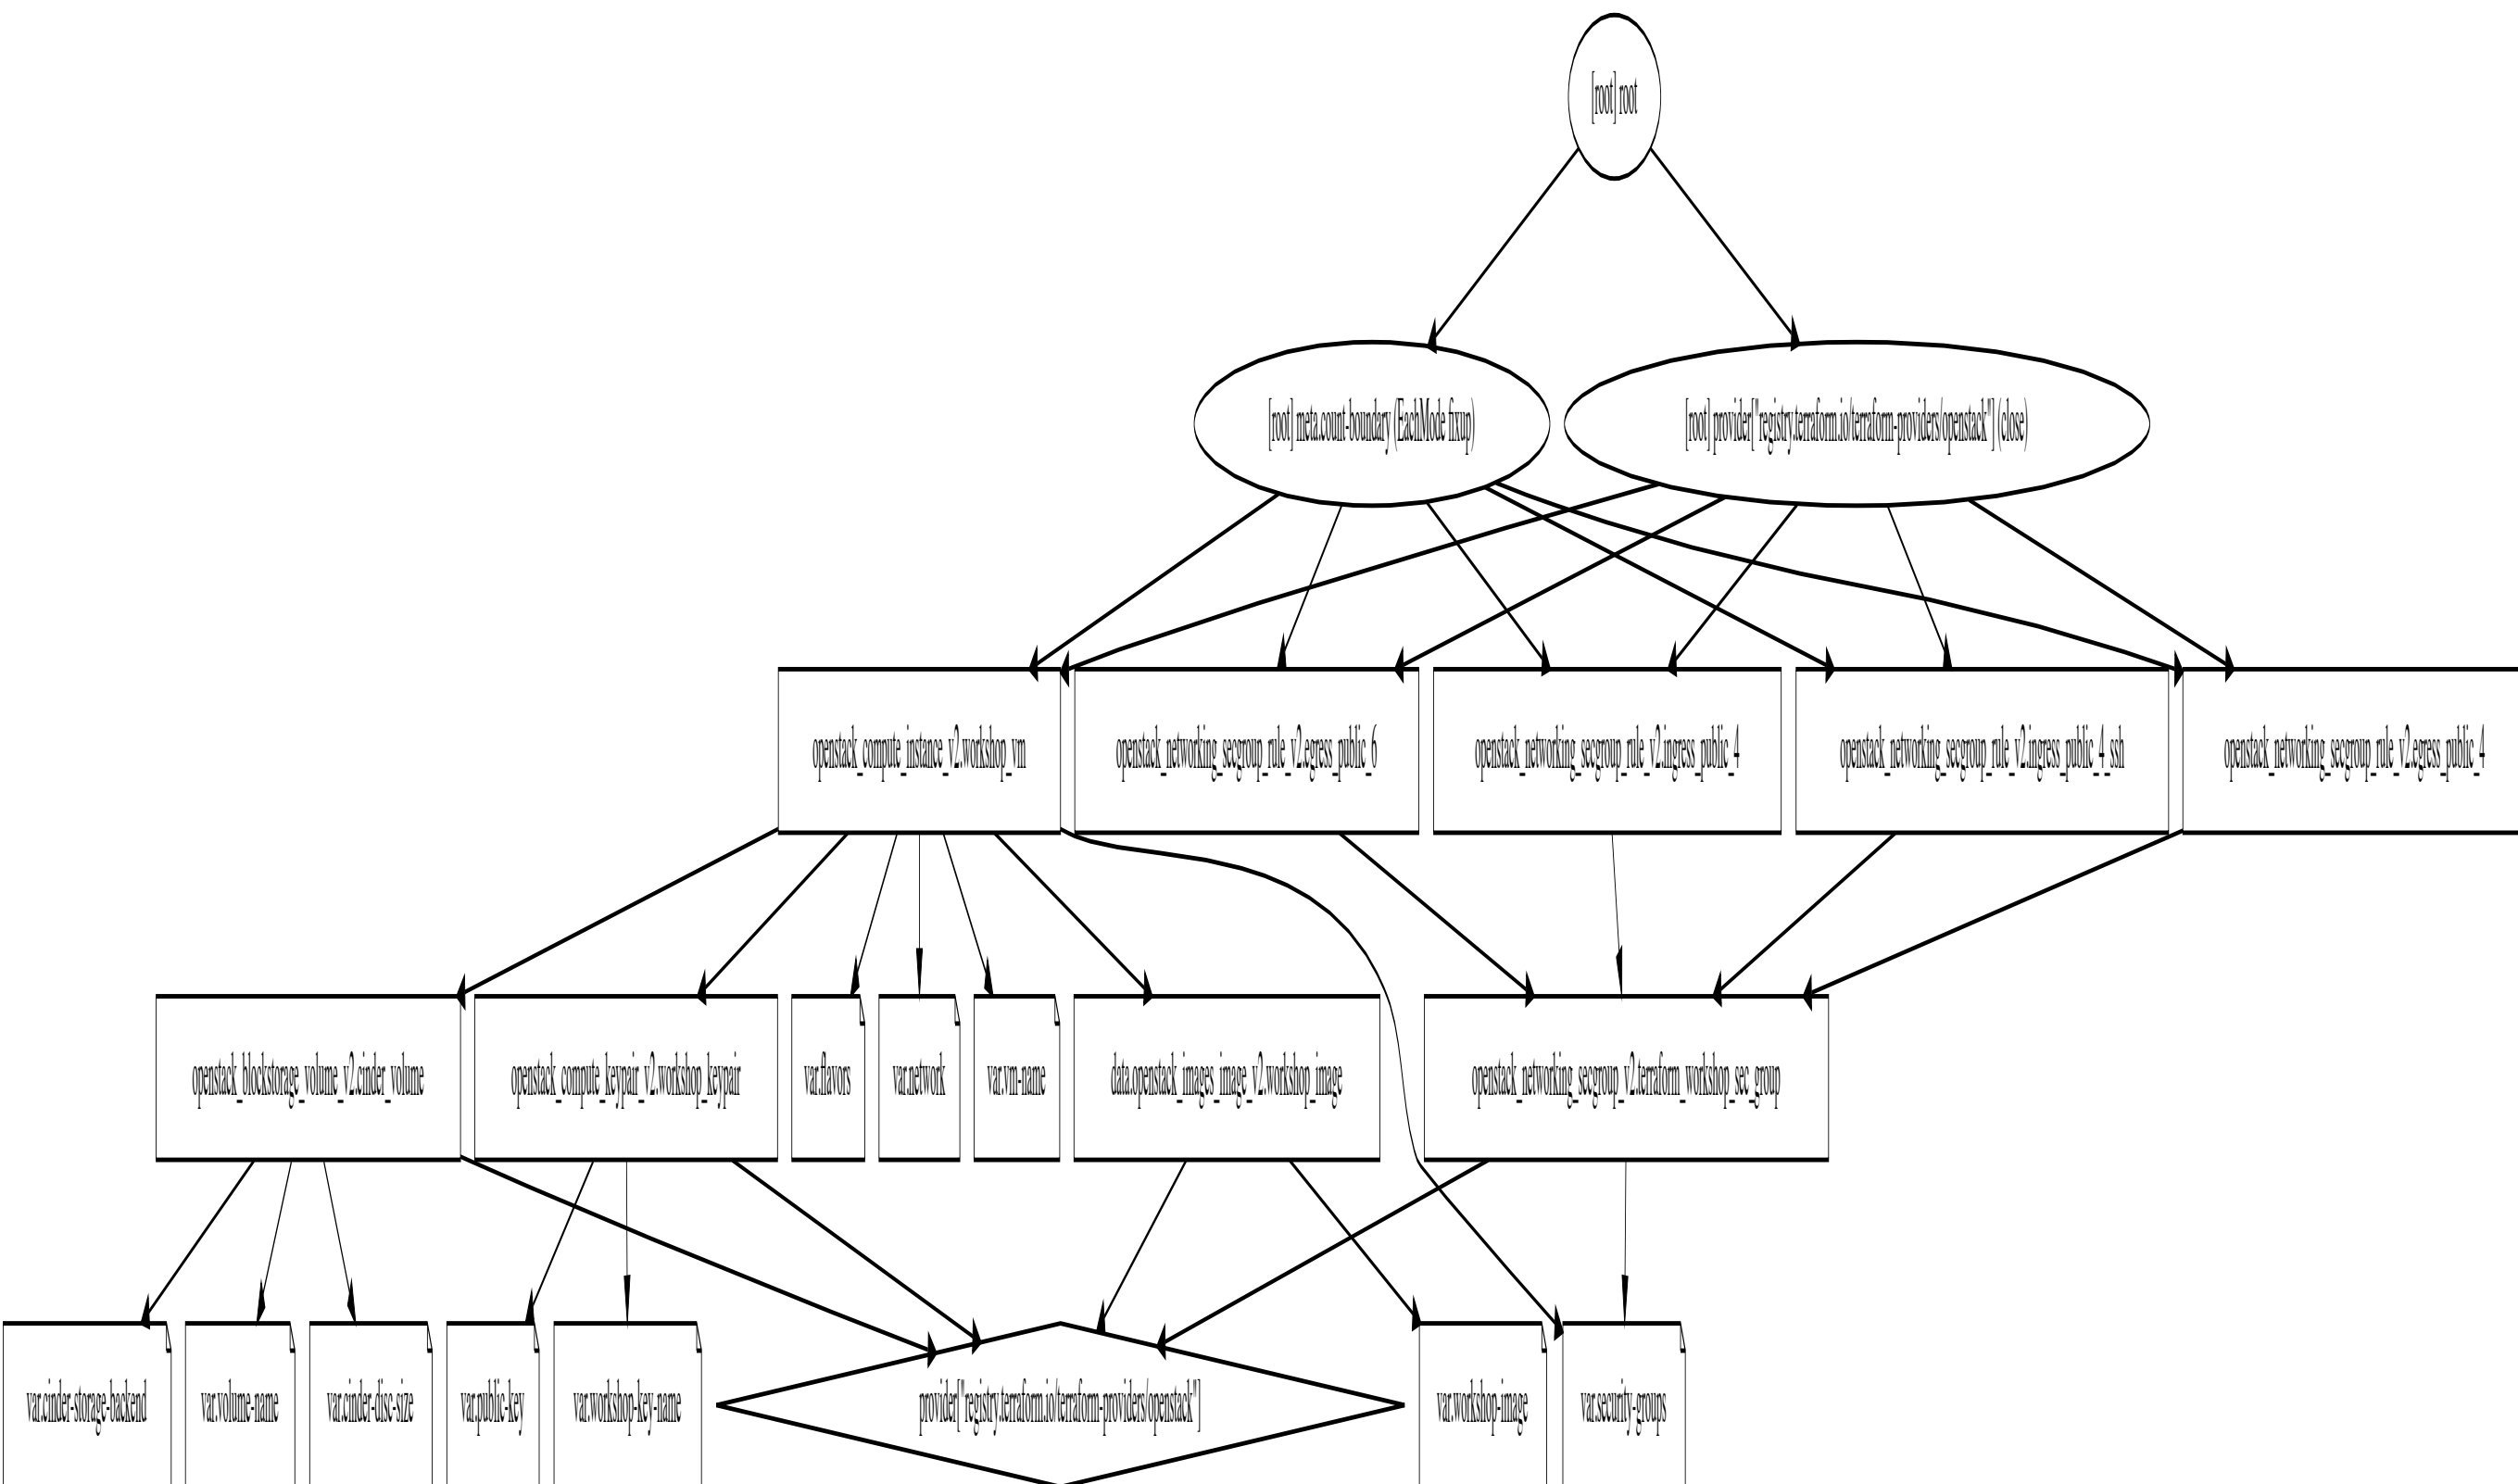 [root] root
[root] meta.count-boundary (EachMode fixup)
[root] provider["registry.terraform.io/terraform-providers/openstack"] (close)
openstack_compute_instance_v2.workshop_vm
openstack_networking_secgroup_rule_v2.egress_public_6
openstack_networking_secgroup_rule_v2.ingress_public_4
openstack_networking_secgroup_rule_v2.ingress_public_4_ssh
openstack_networking_secgroup_rule_v2.egress_public_4
openstack_blockstorage_volume_v2.cinder_volume
openstack_compute_keypair_v2.workshop_keypair
var.flavors
var.network
var.vm-name
data.openstack_images_image_v2.workshop_image
openstack_networking_secgroup_v2.terraform_workshop_sec_group
var.cinder-storage-backend
var.volume-name
var.cinder-disc-size
var.public-key
var.workshop-key-name
provider["registry.terraform.io/terraform-providers/openstack"]
var.workshop-image
var.security-groups